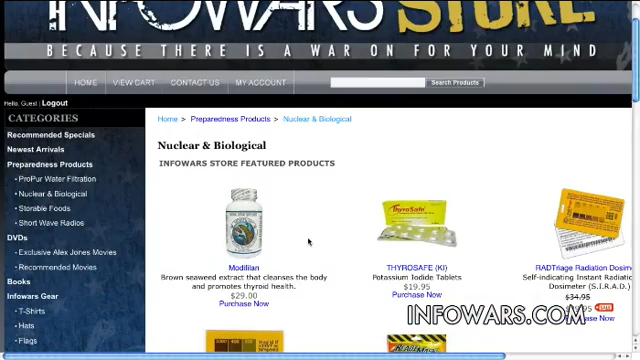 INFOWARS STORE
BECAUSE THERE IS A WAR ON FOR YOUR MIND
HOME VIEW CART CONTACT US MY ACCOUNT Search Products
Hello, Guest | Logout
CATEGORIES
Recommended Specials
Newest Arrivals
Preparedness Products
• ProPur Water Filtration
• Nuclear & Biological
• Storable Foods
• Short Wave Radios
DVDs
• Exclusive Alex Jones Movies
• Recommended Movies
Books
Infowars Gear
• T-Shirts
• Hats
• Flags
Home > Preparedness Products > Nuclear & Biological
Nuclear & Biological
INFOWARS STORE FEATURED PRODUCTS
Modifilan
Brown seaweed extract that cleanses the body
and promotes thyroid health.
$29.00
Purchase Now
ThyroSafe
THYROSAFE (KI)
Potassium Iodide Tablets
$19.95
Purchase Now
RADTriage Radiation Dosim
Self-indicating Instant Radia
Dosimeter (S.I.R.A.D.)
$34.95
Purchase Now
INFOWARS.COM